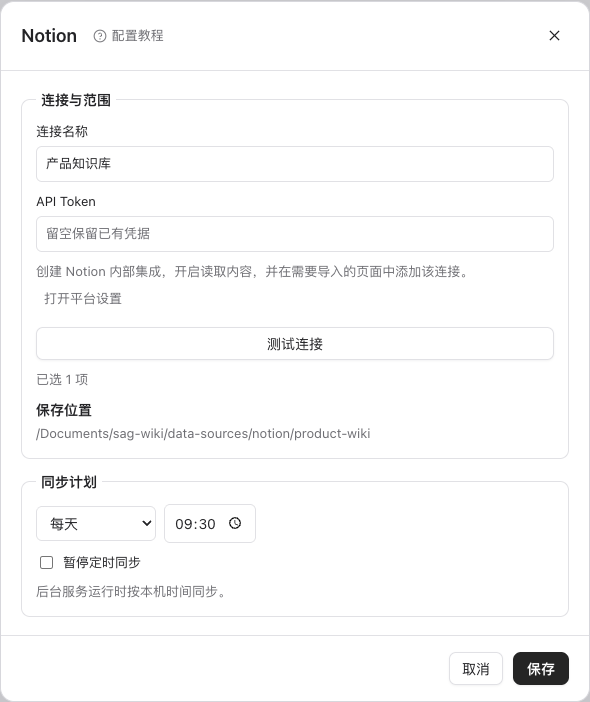 Notion
配置教程
连接与范围
连接名称
产品知识库
API Token
留空保留已有凭据
创建 Notion 内部集成，开启读取内容，并在需要导入的页面中添加该连接。
打开平台设置
测试连接
已选 1 项
保存位置
/Documents/sag-wiki/data-sources/notion/product-wiki
同步计划
每天
09:30
暂停定时同步
后台服务运行时按本机时间同步。
取消
保存